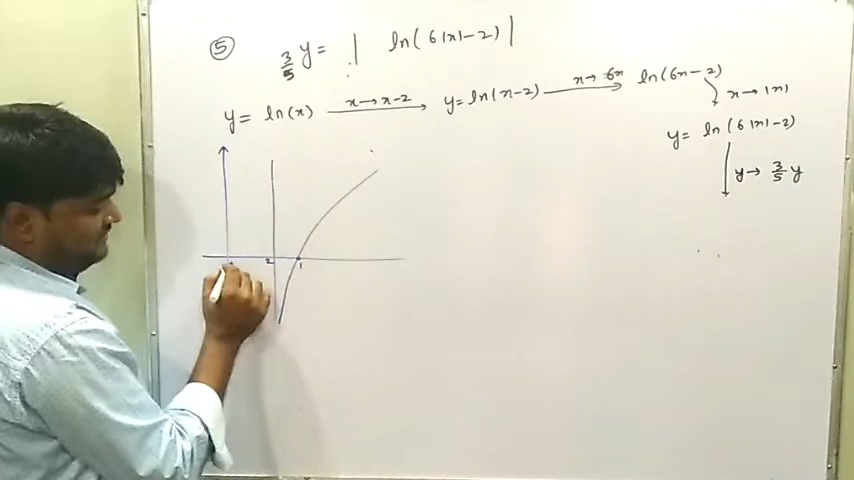 ⑤ 3/5 y = | ln(6|x|-2) |
y = ln(x) x→x-2 y=ln(x-2) x→6x ln(6x-2)
x→|x|
y= ln(6|x|-2)
y→ 3/5 y
2 1